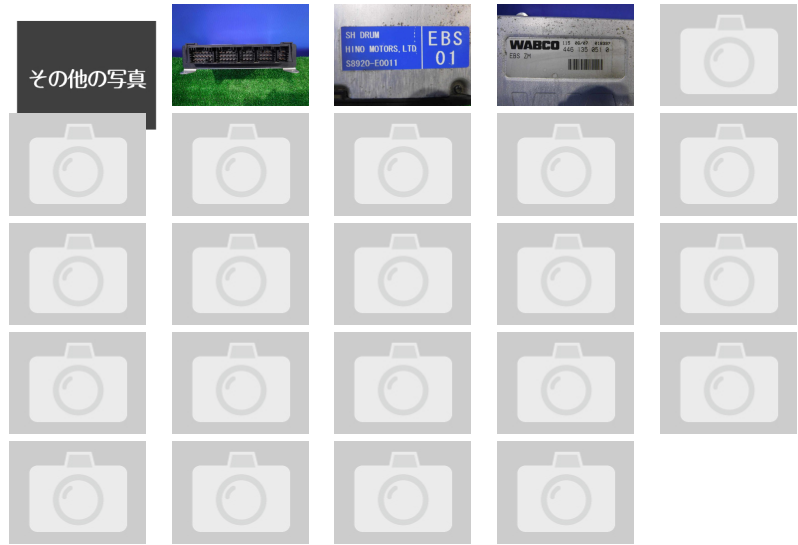 その他の写真
SH DRUM
HINO MOTORS, LTD
S8920-E0011
EBS
01
WABCO
446 135 051 0
EBS ZM